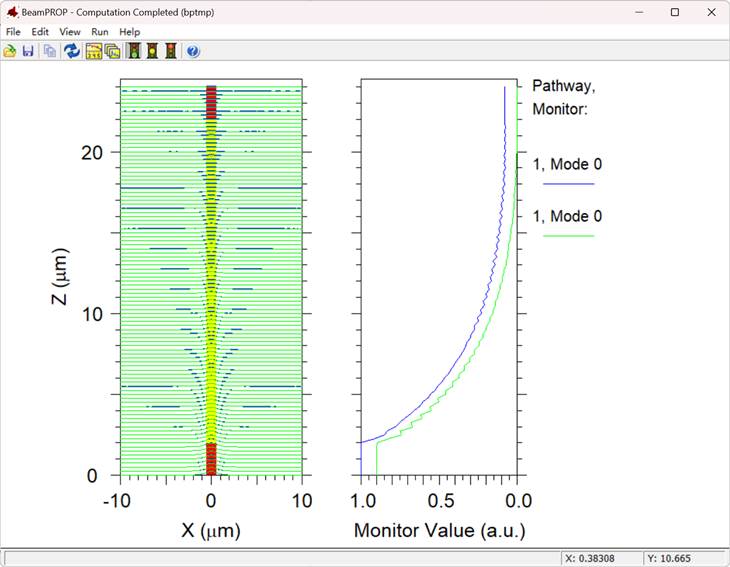 BeamPROP - Computation Completed (bptmp)
File Edit View Run Help
Pathway,
Monitor:
1, Mode 0
1, Mode 0
20
10
0
Z (μm)
-10 0 10
X (μm)
1.0 0.5 0.0
Monitor Value (a.u.)
X: 0.38308 Y: 10.665